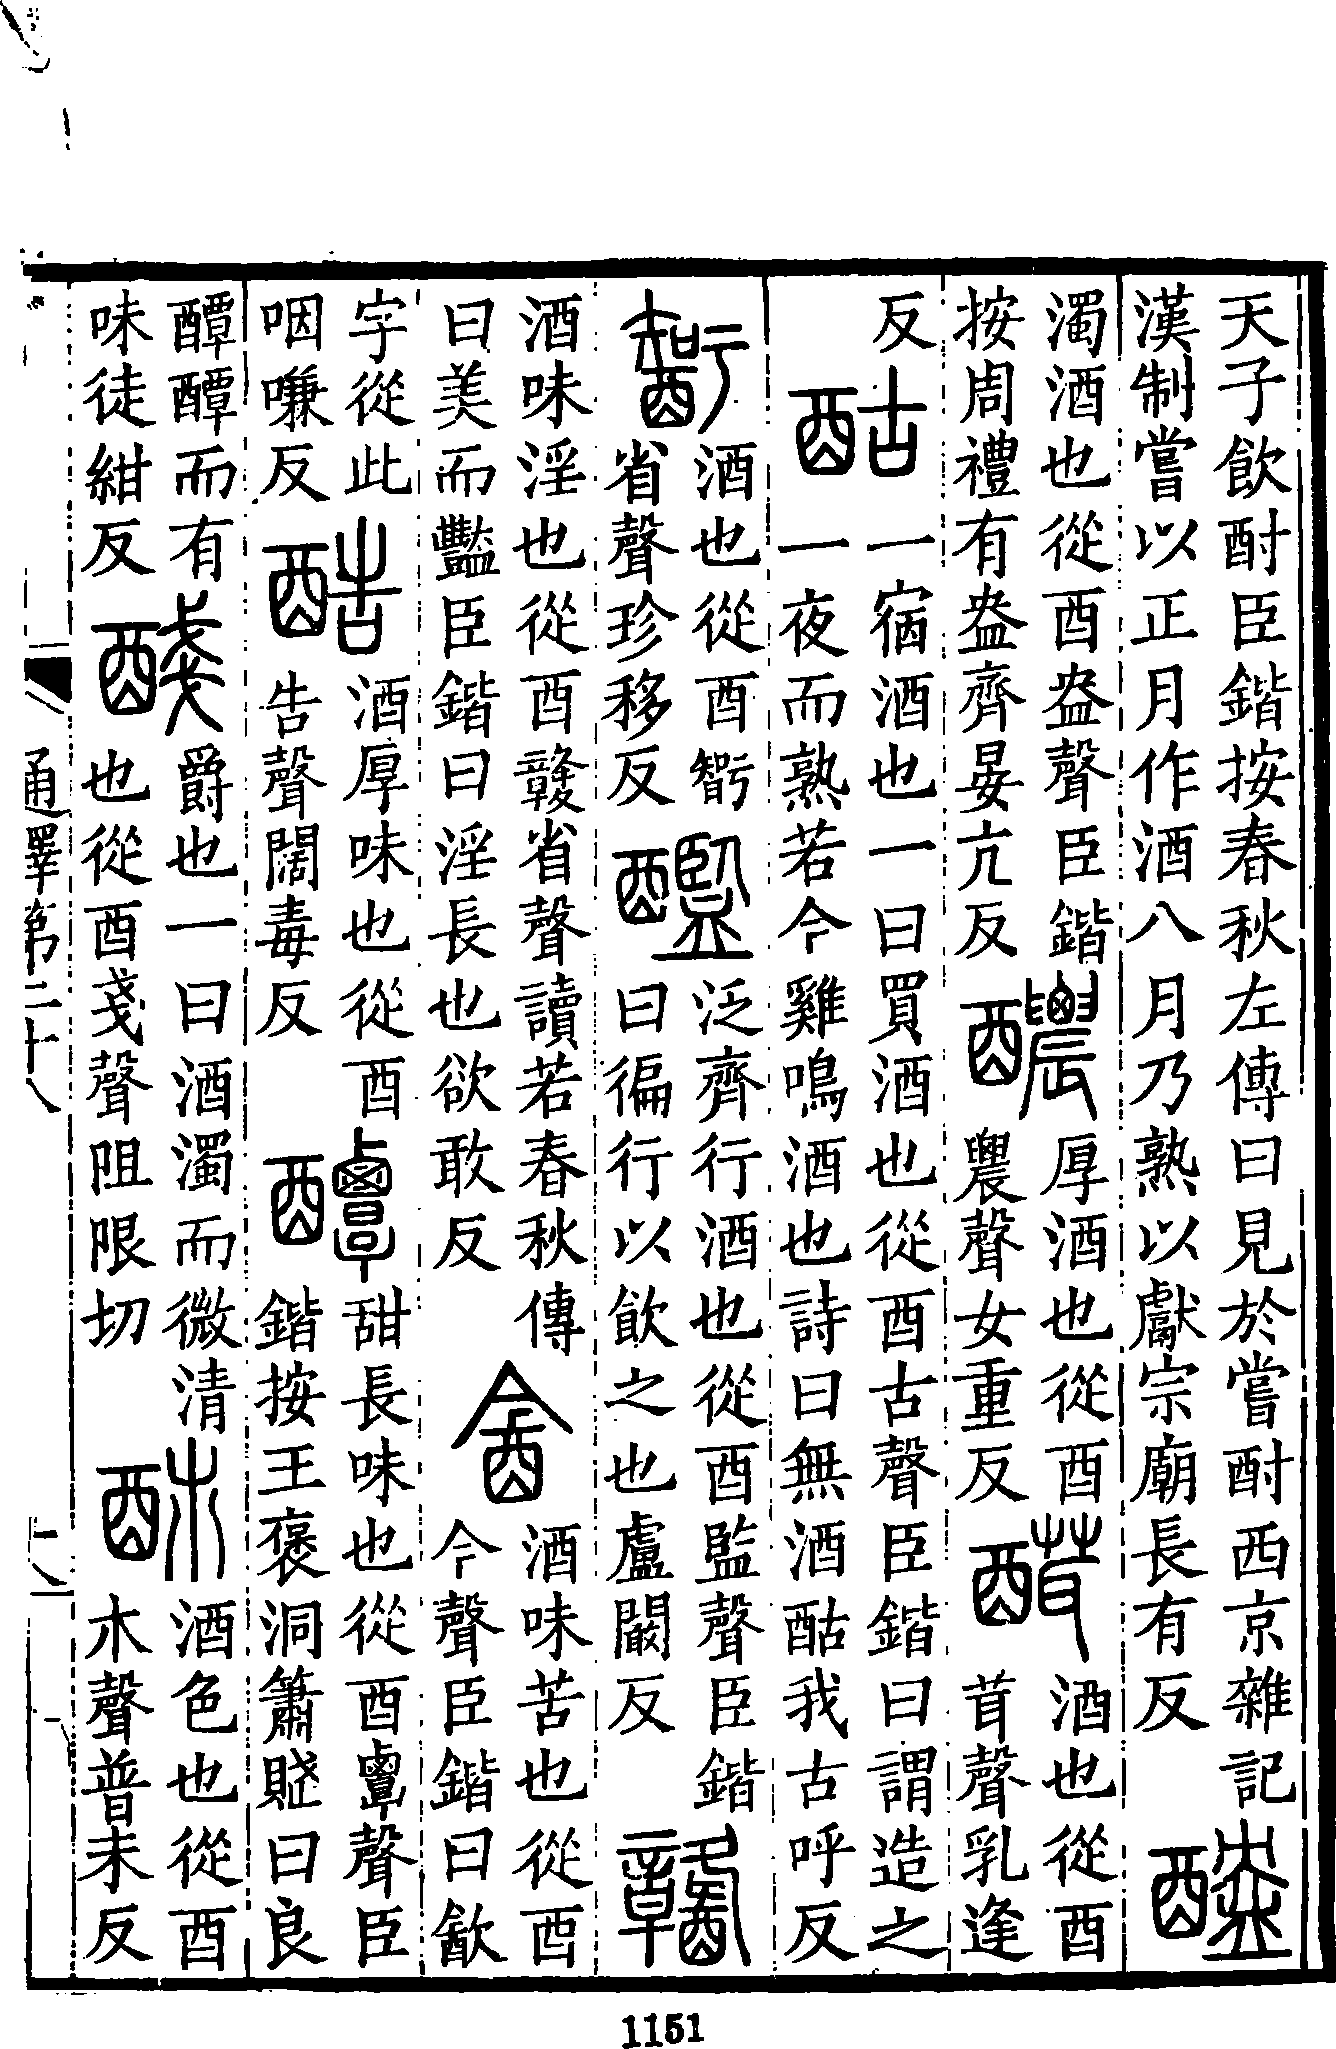 天子飲酎臣鍇按春秋左傳曰見於嘗酎西京雜記
漢制嘗以正月作酒八月乃熟以獻宗廟長有反
醠
濁酒也從酉盎聲臣鍇
按周禮有盎齊晏亢反
醲
厚酒也從酉
農聲女重反
醋
酒也從酉
茸聲乳逢
反
酤
一宿酒也一曰買酒也從酉古聲臣鍇曰謂造之
一夜而熟若今雞鳴酒也詩曰無酒酤我古呼反
酒也從酉
省聲珍移反
醽
泛齊行酒也從酉監聲臣鍇
曰徧行以飲之也盧闞反
酒味淫也從酉竷省聲讀若春秋傳
曰美而豔臣鍇曰淫長也欲敢反
酓
酒味苦也從酉
今聲臣鍇曰歙
字從此
咽嗛反
酷
酒厚味也從酉
告聲闊毒反
醰
甜長味也從酉覃聲臣
鍇按王褒洞簫賦曰良
醰醰而有
味徒紺反
醆
爵也一曰酒濁而微清
也從酉戔聲阻限切
酒色也從酉
聲普未反
通釋第二十八
二八
1151